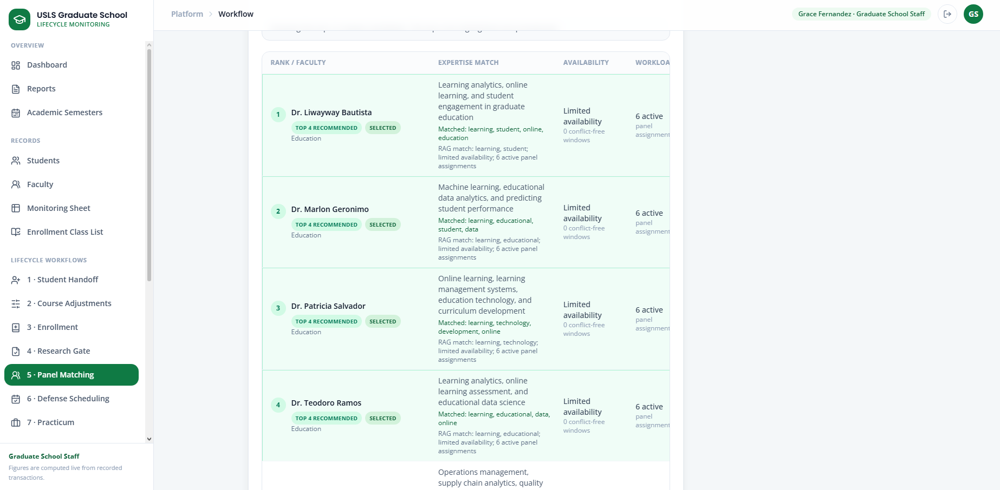 USLS Graduate School
LIFECYCLE MONITORING
OVERVIEW
Dashboard
Reports
Academic Semesters
RECORDS
Students
Faculty
Monitoring Sheet
Enrollment Class List
LIFECYCLE WORKFLOWS
1 · Student Handoff
2 · Course Adjustments
3 · Enrollment
4 · Research Gate
5 · Panel Matching
6 · Defense Scheduling
7 · Practicum
Graduate School Staff
Figures are computed live from recorded
transactions.
Platform > Workflow
Grace Fernandez · Graduate School Staff
GS
RANK / FACULTY EXPERTISE MATCH AVAILABILITY WORKLOA
1
Dr. Liwayway Bautista
TOP 4 RECOMMENDED SELECTED
Education
Learning analytics, online
learning, and student
engagement in graduate
education
Matched: learning, student, online,
education
RAG match: learning, student;
limited availability; 6 active panel
assignments
Limited
availability
0 conflict-free
windows
6 active
panel
assignment
2
Dr. Marlon Geronimo
TOP 4 RECOMMENDED SELECTED
Education
Machine learning, educational
data analytics, and predicting
student performance
Matched: learning, educational,
student, data
RAG match: learning, educational;
limited availability; 6 active panel
assignments
Limited
availability
0 conflict-free
windows
6 active
panel
assignment
3
Dr. Patricia Salvador
TOP 4 RECOMMENDED SELECTED
Education
Online learning, learning
management systems,
education technology, and
curriculum development
Matched: learning, technology,
development, online
RAG match: learning, technology;
limited availability; 6 active panel
assignments
Limited
availability
0 conflict-free
windows
6 active
panel
assignment
4
Dr. Teodoro Ramos
TOP 4 RECOMMENDED SELECTED
Education
Learning analytics, online
learning assessment, and
educational data science
Matched: learning, educational, data,
online
RAG match: learning, educational;
limited availability; 6 active panel
assignments
Limited
availability
0 conflict-free
windows
6 active
panel
assignment
Operations management,
supply chain analytics, quality